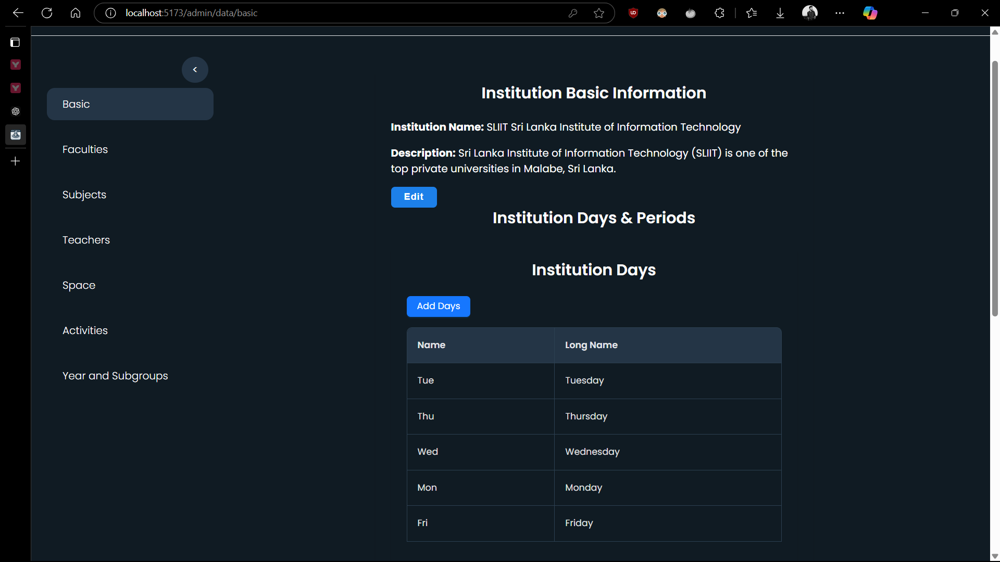 localhost:5173/admin/data/basic
<
Basic
Faculties
Subjects
Teachers
Space
Activities
Year and Subgroups
Institution Basic Information
Institution Name: SLIIT Sri Lanka Institute of Information Technology
Description: Sri Lanka Institute of Information Technology (SLIIT) is one of the
top private universities in Malabe, Sri Lanka.
Edit
Institution Days & Periods
Institution Days
Add Days
Name Long Name
Tue Tuesday
Thu Thursday
Wed Wednesday
Mon Monday
Fri Friday